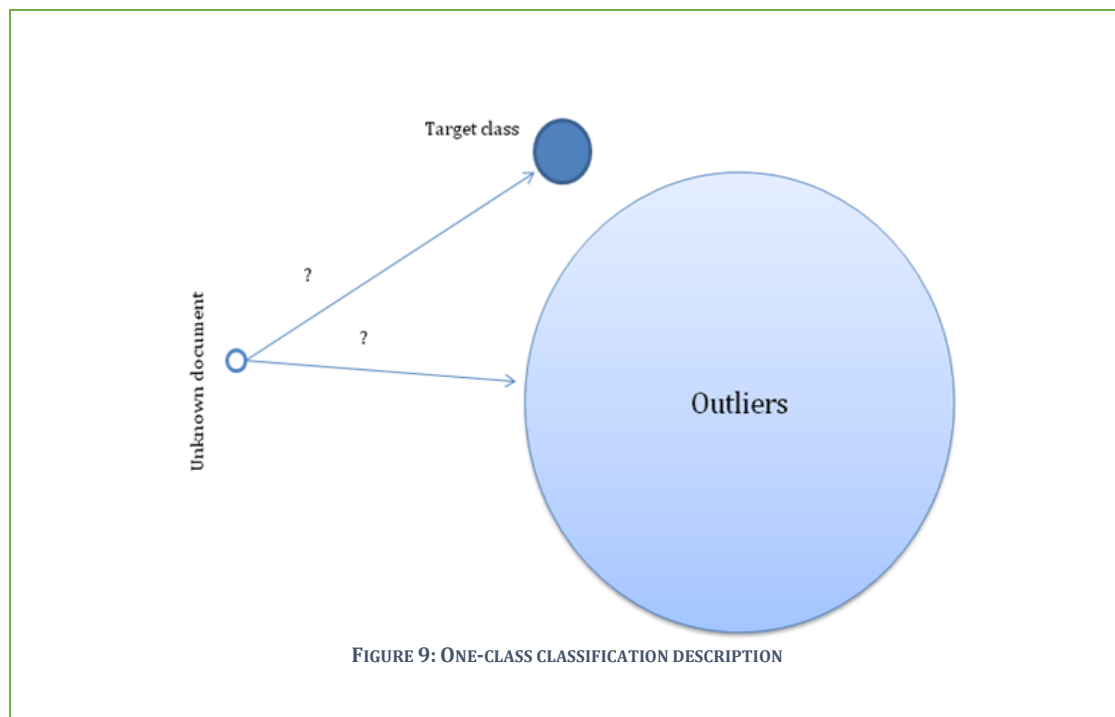 Target class
?
?
Unknown document
Outliers
FIGURE 9: ONE-CLASS CLASSIFICATION DESCRIPTION